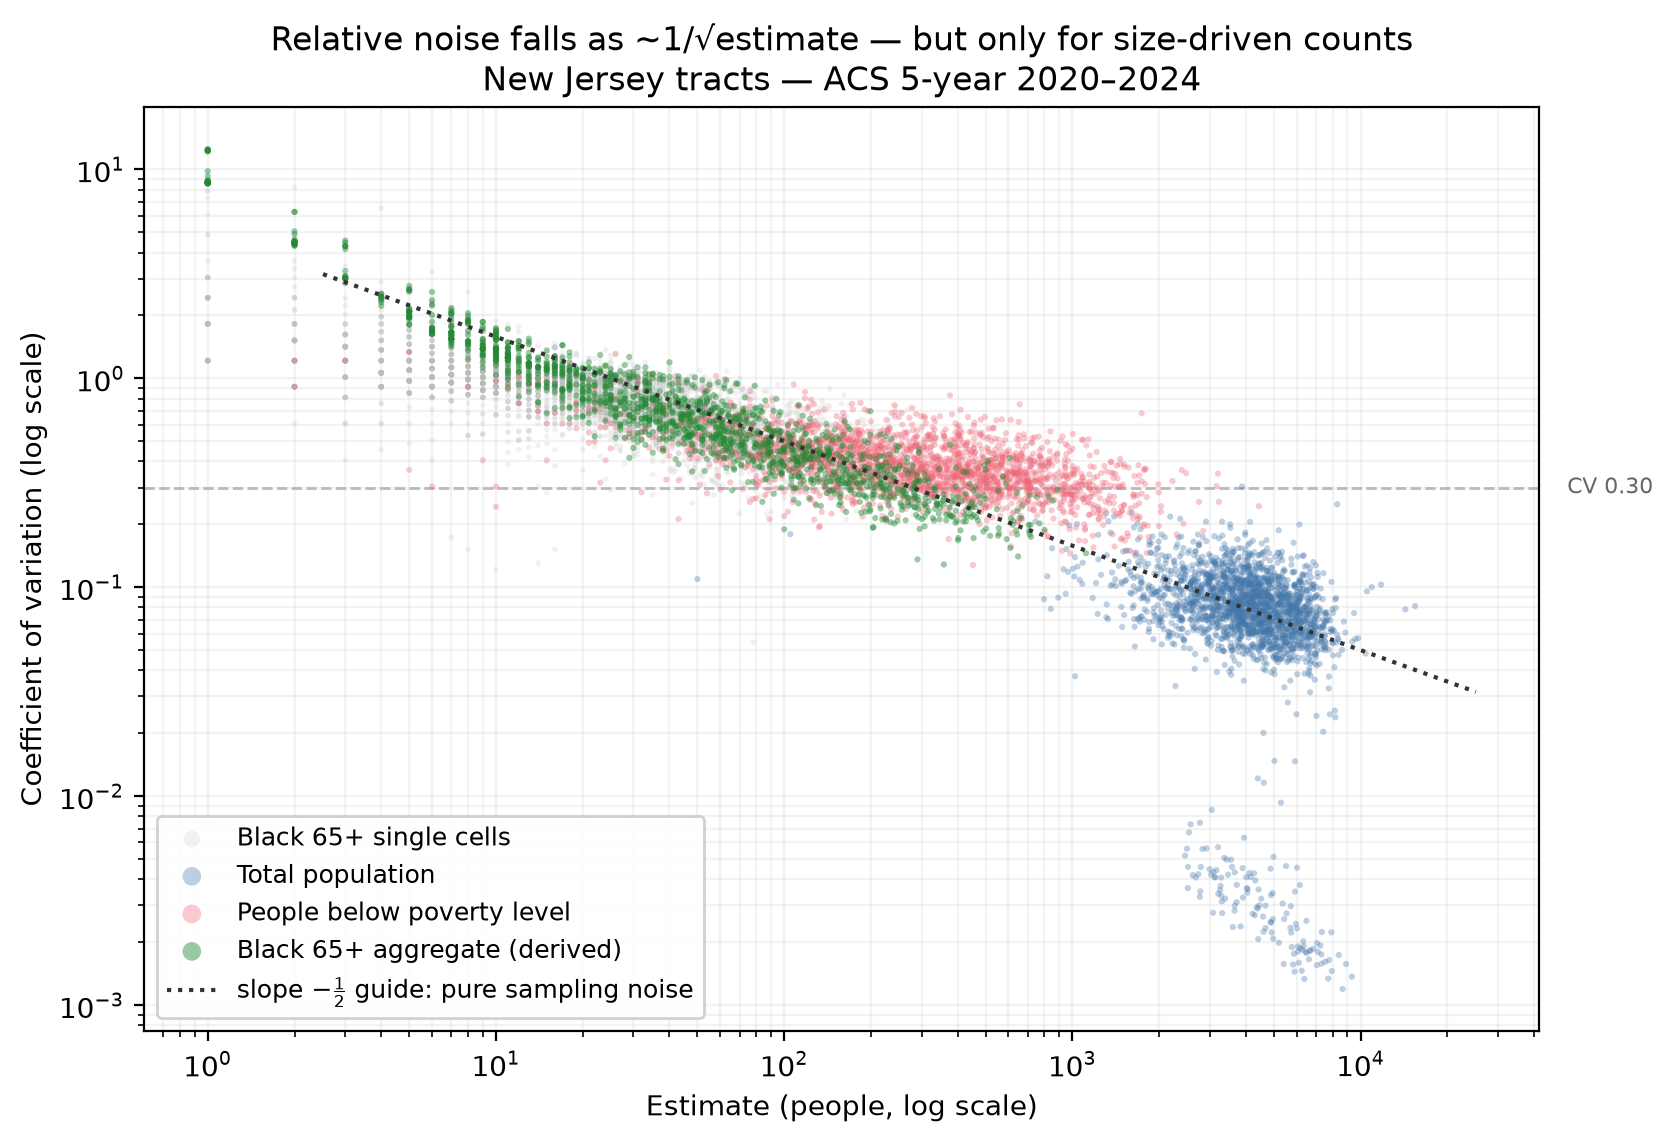 Relative noise falls as ~1/√estimate — but only for size-driven counts
New Jersey tracts — ACS 5-year 2020–2024
Coefficient of variation (log scale)
10¹
10⁰
10⁻¹
10⁻²
10⁻³
CV 0.30
Black 65+ single cells
Total population
People below poverty level
Black 65+ aggregate (derived)
slope −½ guide: pure sampling noise
10⁰ 10¹ 10² 10³ 10⁴
Estimate (people, log scale)